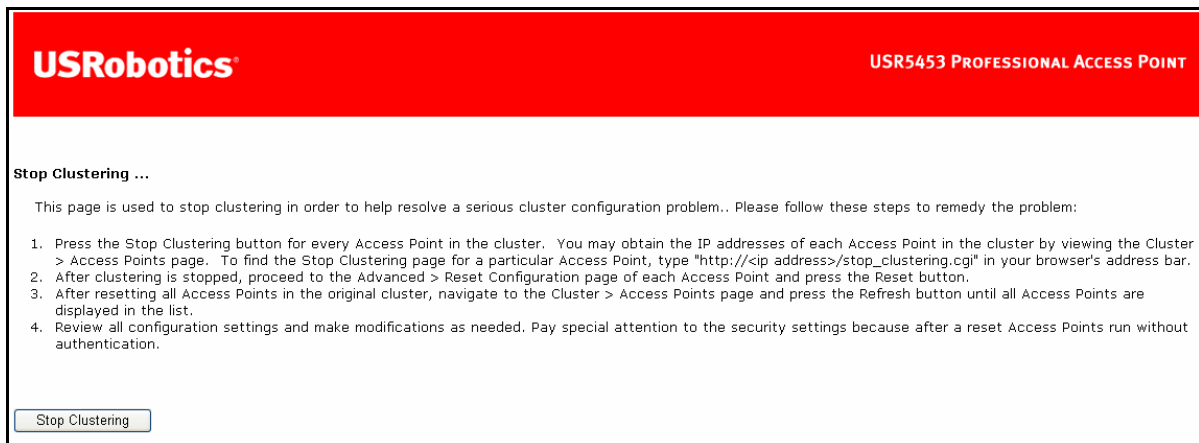 USRobotics®
USR5453 PROFESSIONAL ACCESS POINT
Stop Clustering ...
This page is used to stop clustering in order to help resolve a serious cluster configuration problem.. Please follow these steps to remedy the problem:
1. Press the Stop Clustering button for every Access Point in the cluster. You may obtain the IP addresses of each Access Point in the cluster by viewing the Cluster
> Access Points page. To find the Stop Clustering page for a particular Access Point, type "http://<ip address>/stop_clustering.cgi" in your browser's address bar.
2. After clustering is stopped, proceed to the Advanced > Reset Configuration page of each Access Point and press the Reset button.
3. After resetting all Access Points in the original cluster, navigate to the Cluster > Access Points page and press the Refresh button until all Access Points are
displayed in the list.
4. Review all configuration settings and make modifications as needed. Pay special attention to the security settings because after a reset Access Points run without
authentication.
Stop Clustering